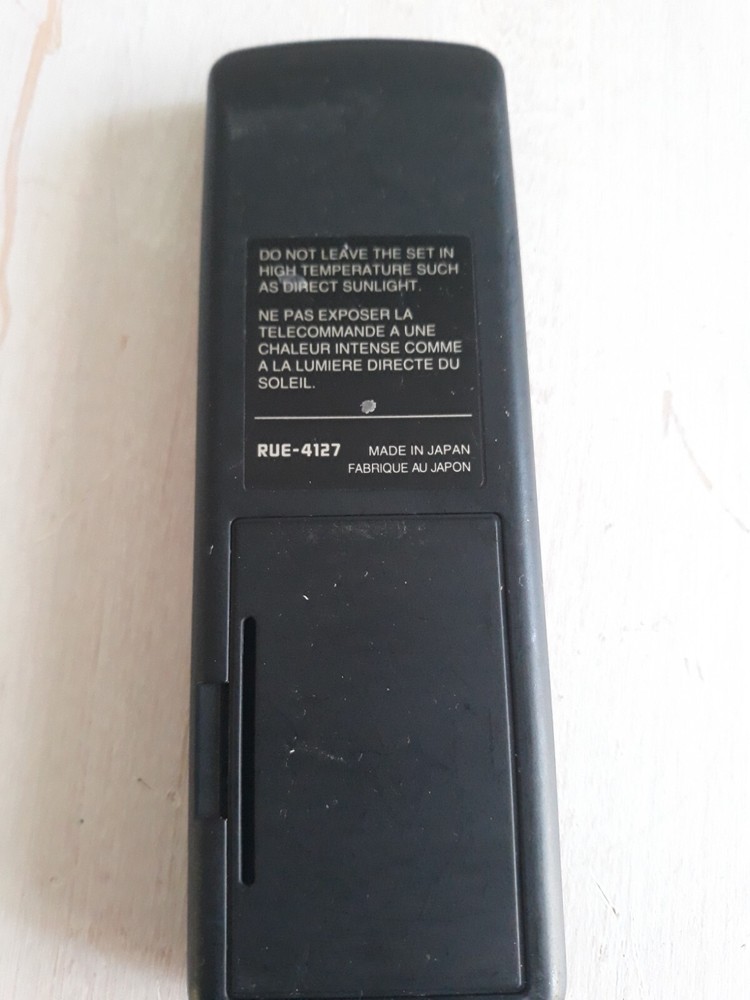 DO NOT LEAVE THE SET IN
HIGH TEMPERATURE SUCH
AS DIRECT SUNLIGHT.
NE PAS EXPOSER LA
TELECOMMANDE A UNE
CHALEUR INTENSE COMME
A LA LUMIERE DIRECTE DU
SOLEIL.
RUE-4127 MADE IN JAPAN
FABRIQUE AU JAPON